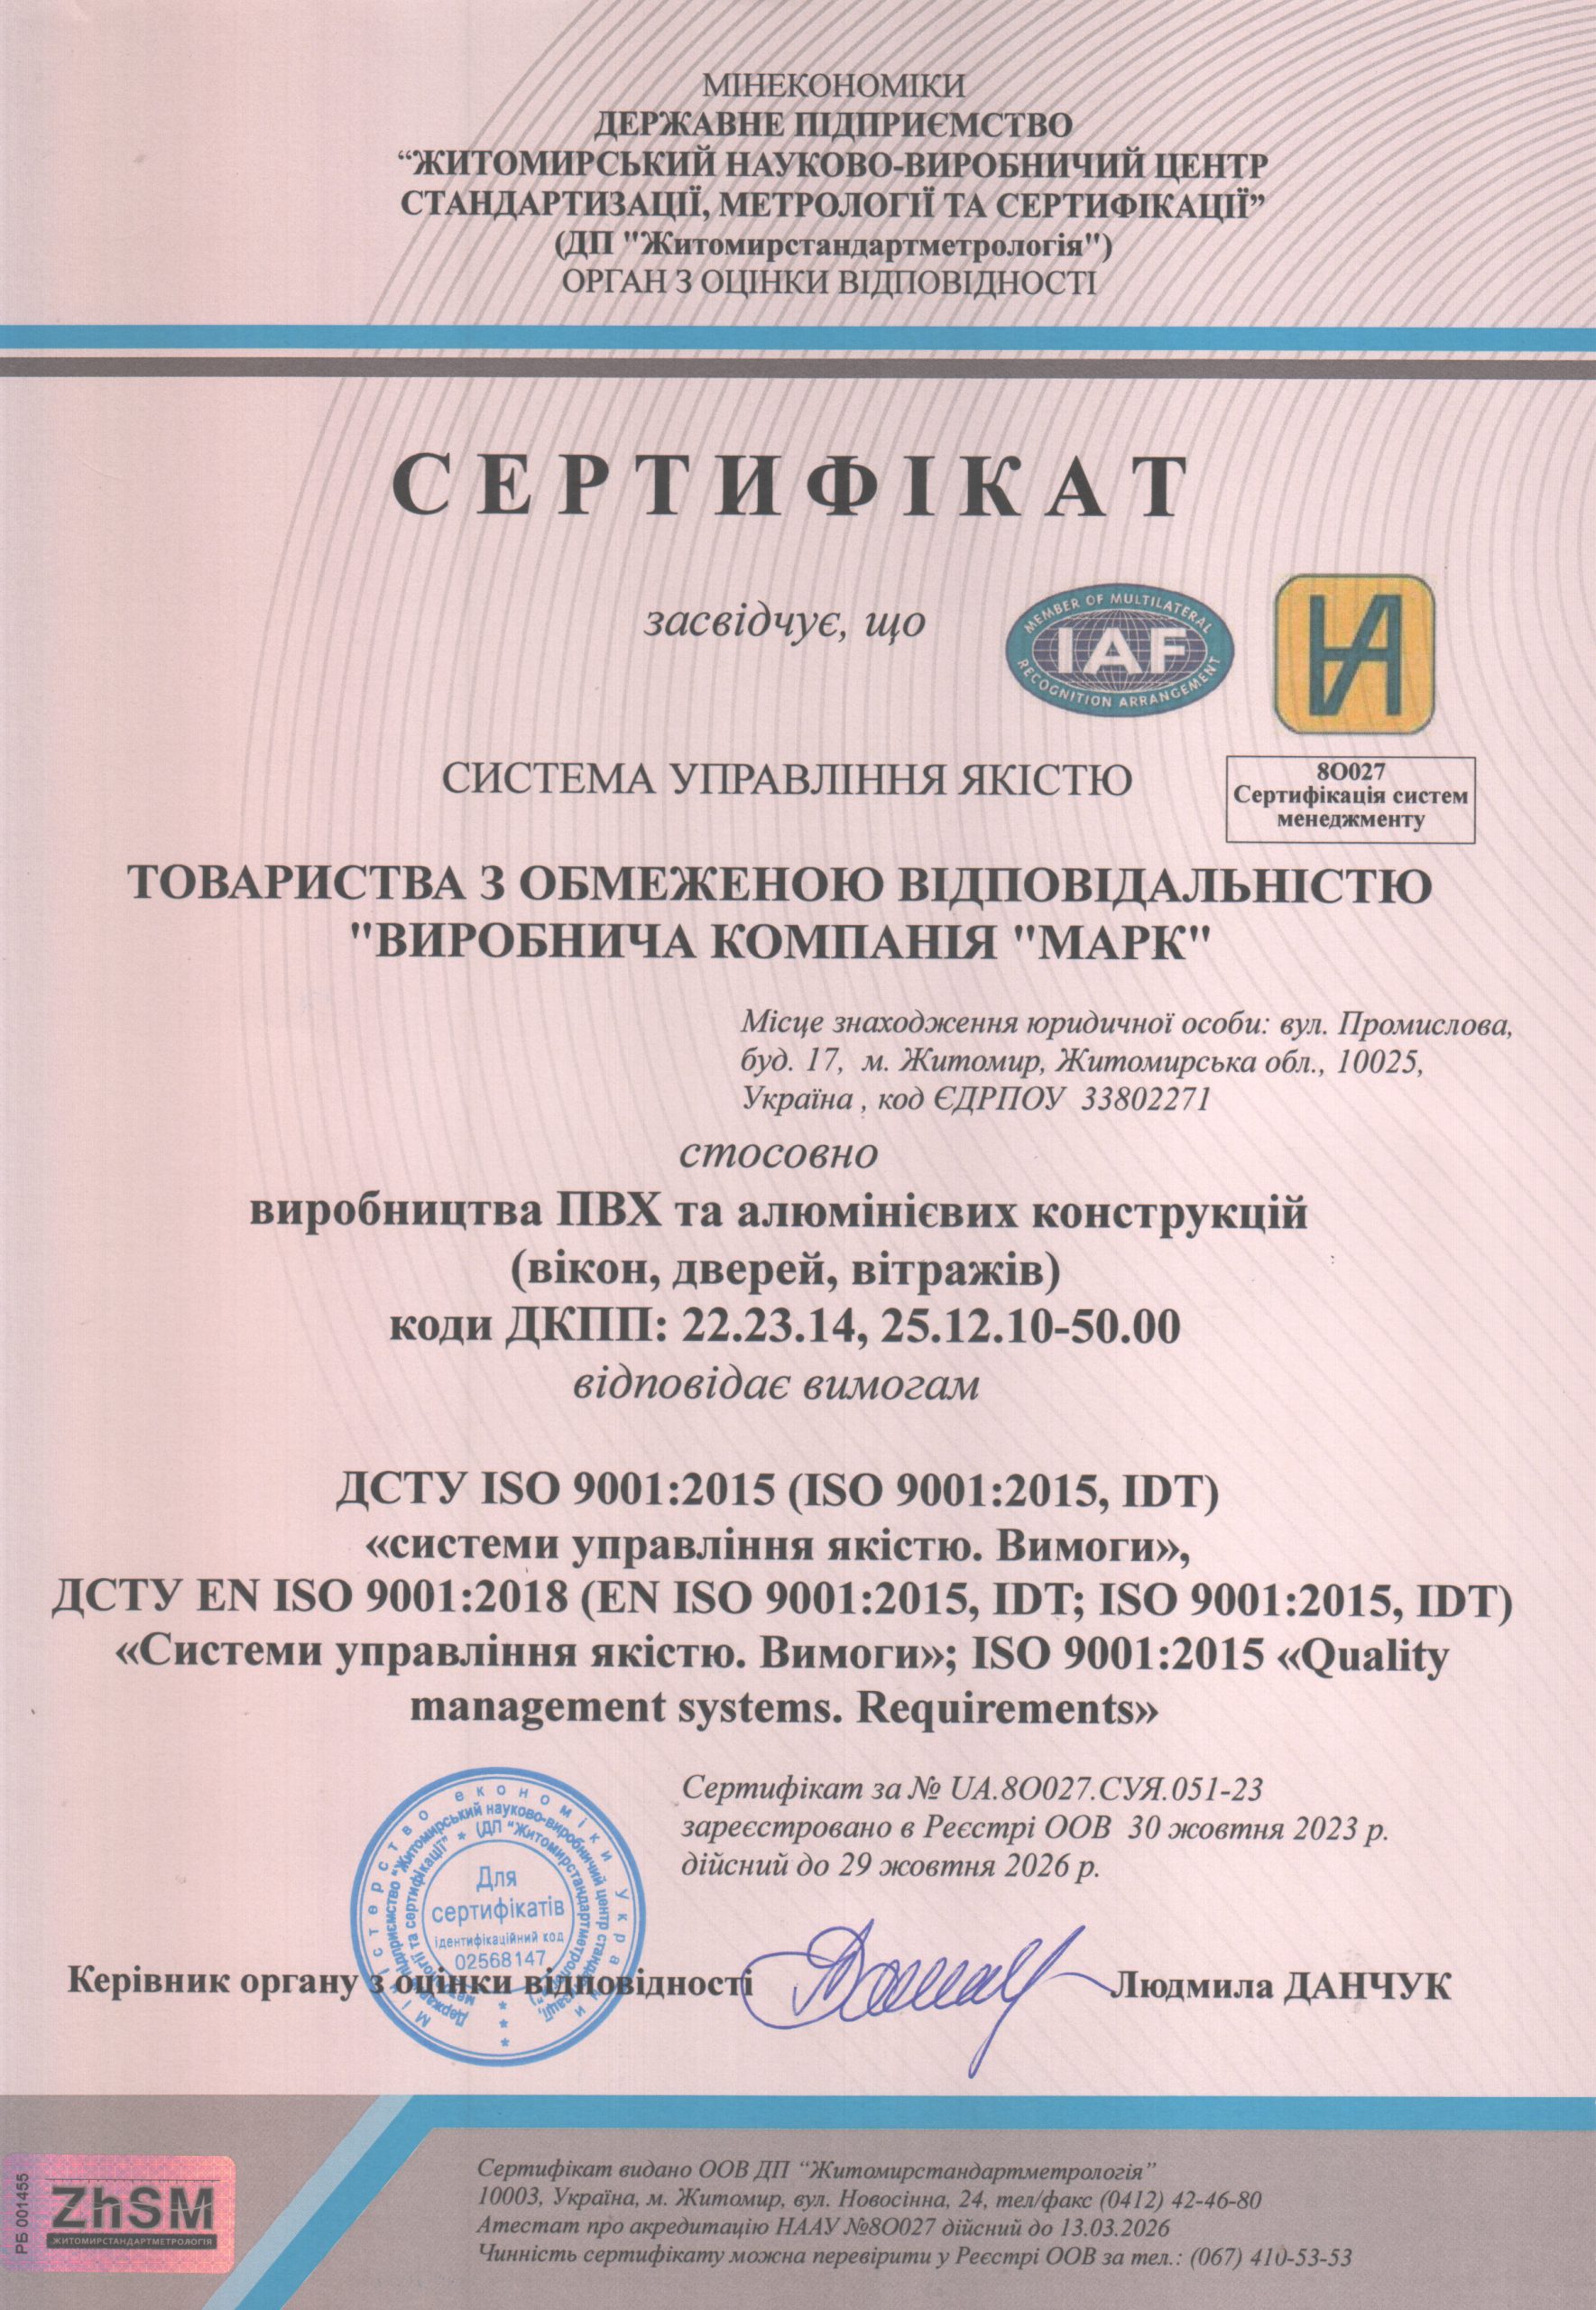 МІНЕКОНОМІКИ
ДЕРЖАВНЕ ПІДПРИЄМСТВО
“ЖИТОМИРСЬКИЙ НАУКОВО-ВИРОБНИЧИЙ ЦЕНТР
СТАНДАРТИЗАЦІЇ, МЕТРОЛОГІЇ ТА СЕРТИФІКАЦІЇ”
(ДП "Житомирстандартметрологія")
ОРГАН З ОЦІНКИ ВІДПОВІДНОСТІ
СЕРТИФІКАТ
засвідчує, що
MEMBER OF MULTILATERAL
IAF
RECOGNITION ARRANGEMENT
СИСТЕМА УПРАВЛІННЯ ЯКІСТЮ
8О027
Сертифікація систем
менеджменту
ТОВАРИСТВА З ОБМЕЖЕНОЮ ВІДПОВІДАЛЬНІСТЮ
"ВИРОБНИЧА КОМПАНІЯ "МАРК"
Місце знаходження юридичної особи: вул. Промислова,
буд. 17, м. Житомир, Житомирська обл., 10025,
Україна , код ЄДРПОУ 33802271
стосовно
виробництва ПВХ та алюмінієвих конструкцій
(вікон, дверей, вітражів)
коди ДКПП: 22.23.14, 25.12.10-50.00
відповідає вимогам
ДСТУ ISO 9001:2015 (ISO 9001:2015, IDT)
«системи управління якістю. Вимоги»,
ДСТУ EN ISO 9001:2018 (EN ISO 9001:2015, IDT; ISO 9001:2015, IDT)
«Системи управління якістю. Вимоги»; ISO 9001:2015 «Quality
management systems. Requirements»
Сертифікат за № UA.8О027.СУЯ.051-23
зареєстровано в Реєстрі ООВ 30 жовтня 2023 р.
дійсний до 29 жовтня 2026 р.
Міністерство економіки України
Державне підприємство “Житомирський науково-виробничий центр стандартизації,
метрології та сертифікації” * (ДП “Житомирстандартметрологія”)
Для
сертифікатів
ідентифікаційний код
02568147
Керівник органу з оцінки відповідності
Людмила ДАНЧУК
РБ 001455
ZhSM
ЖИТОМИРСТАНДАРТМЕТРОЛОГІЯ
Сертифікат видано ООВ ДП “Житомирстандартметрологія”
10003, Україна, м. Житомир, вул. Новосінна, 24, тел/факс (0412) 42-46-80
Атестат про акредитацію НААУ №8О027 дійсний до 13.03.2026
Чинність сертифікату можна перевірити у Реєстрі ООВ за тел.: (067) 410-53-53